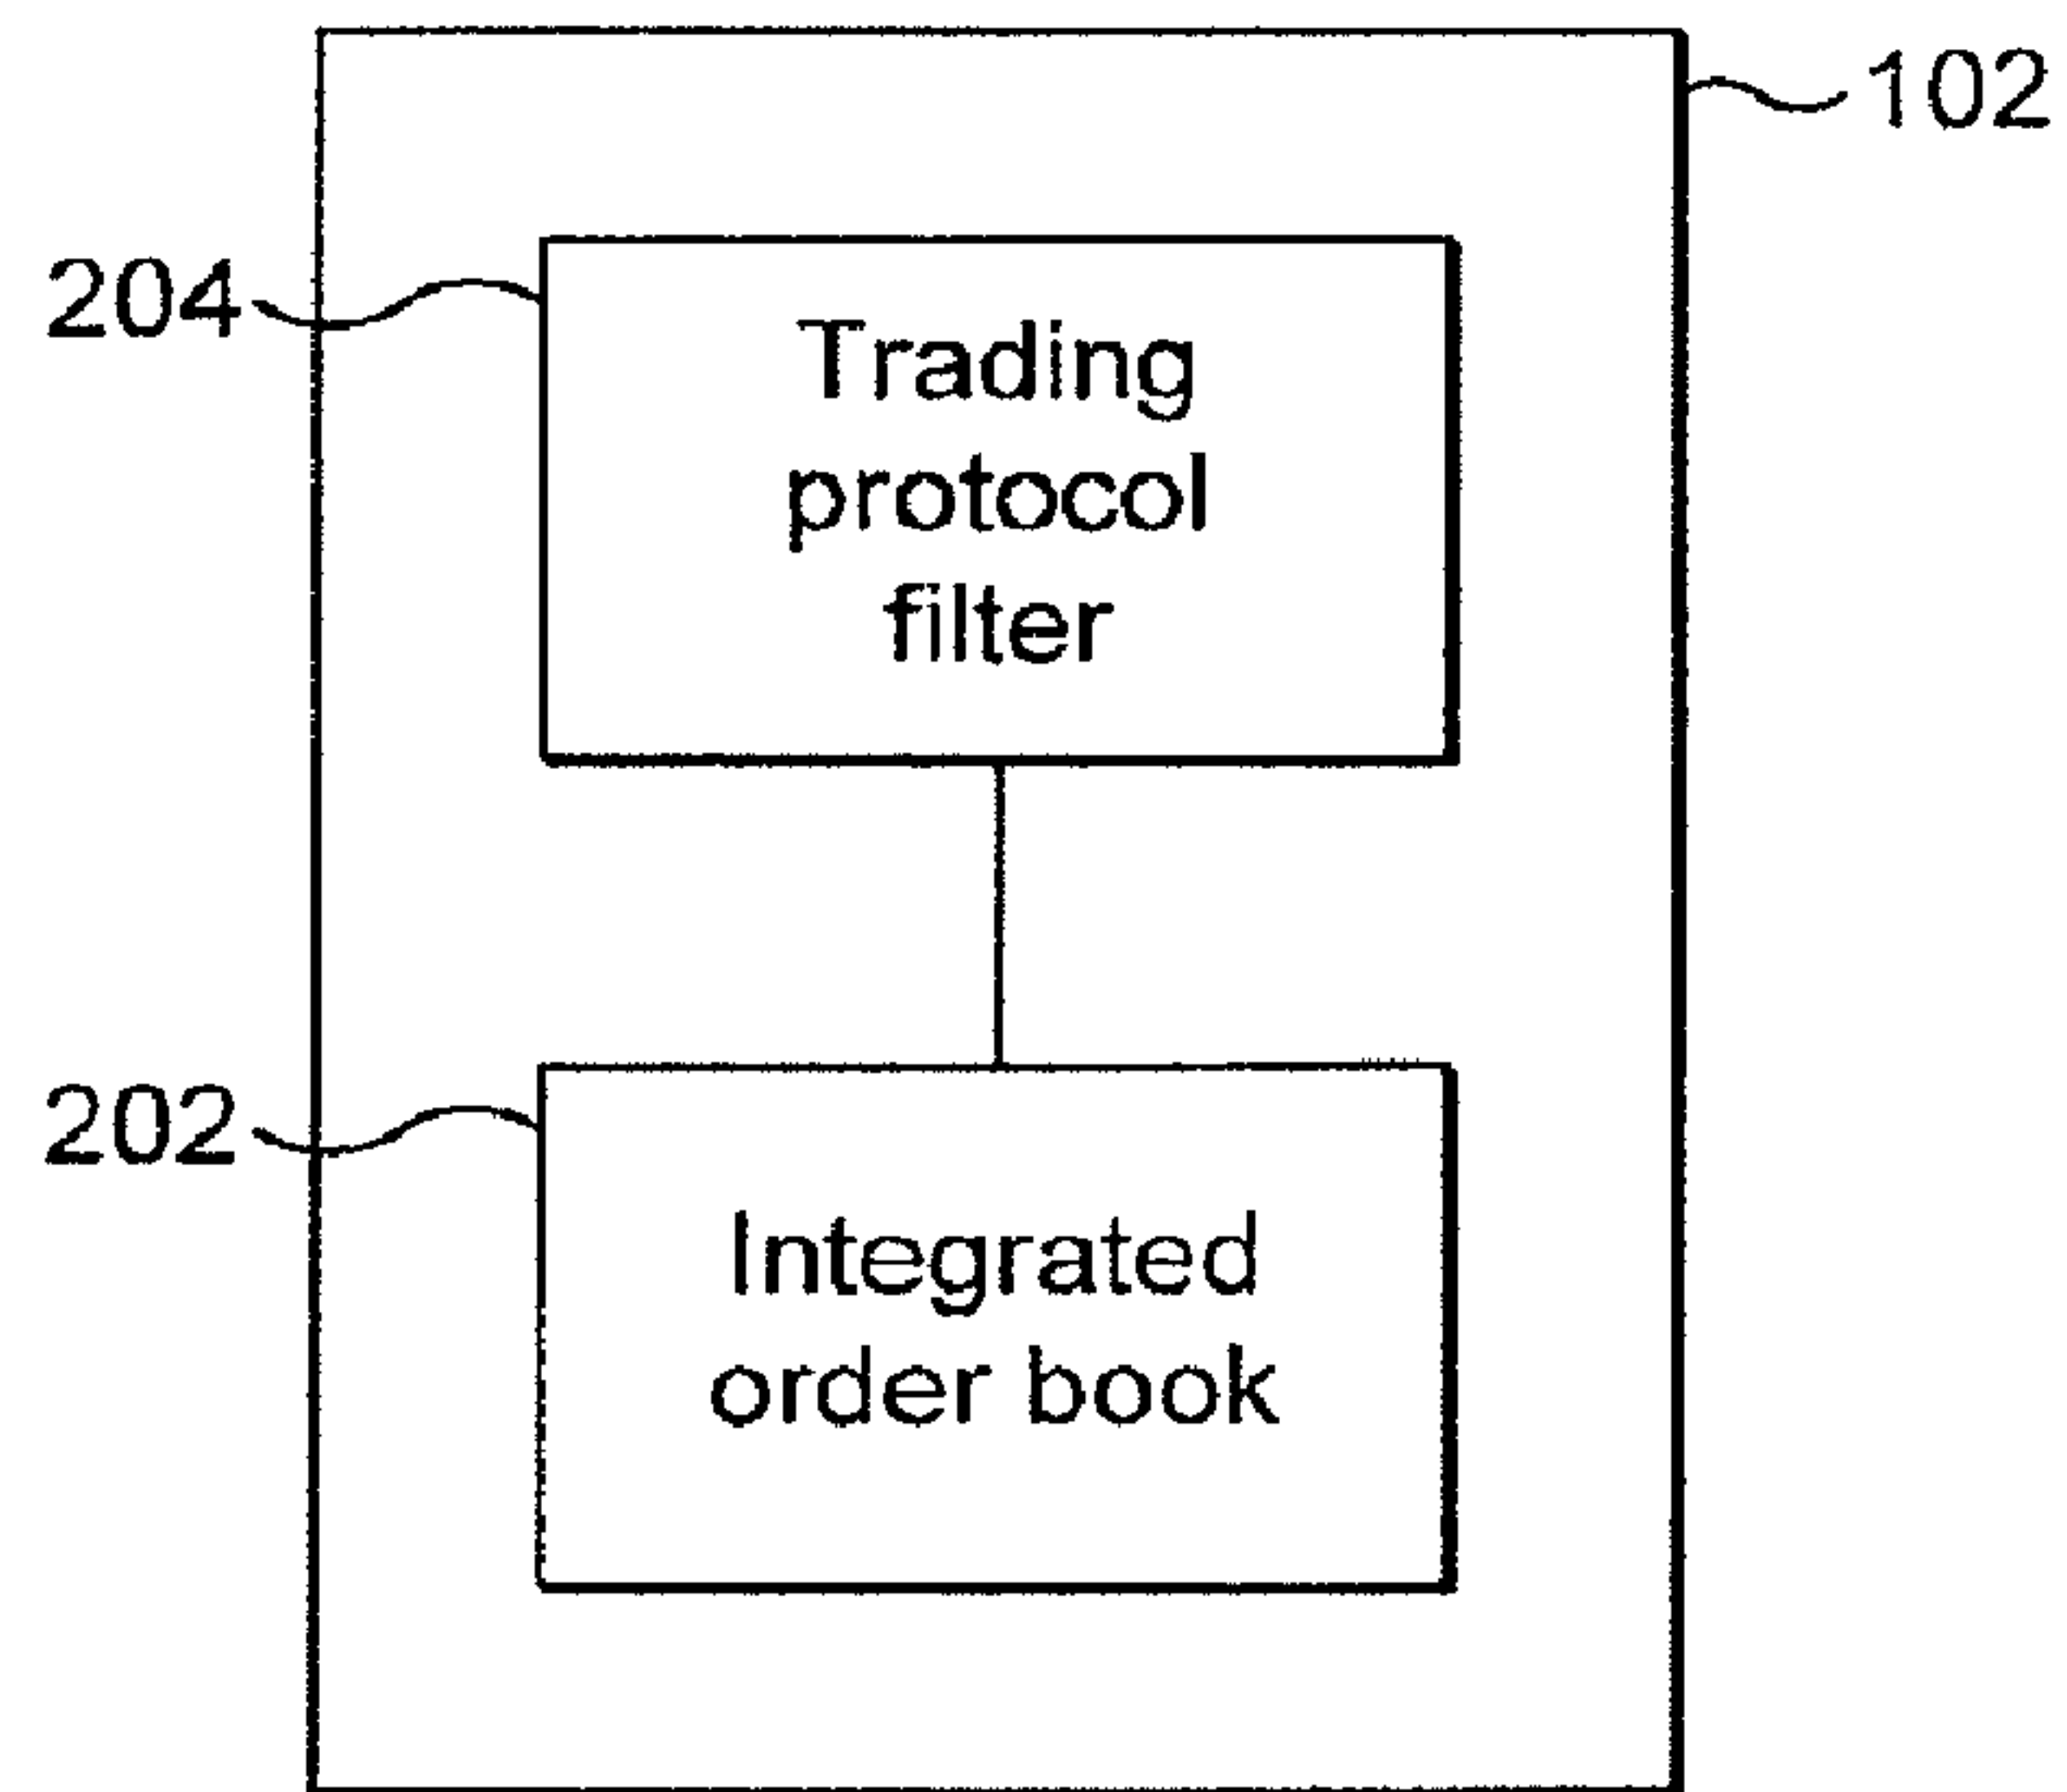 102
204
Trading
protocol
filter
202
Integrated
order book